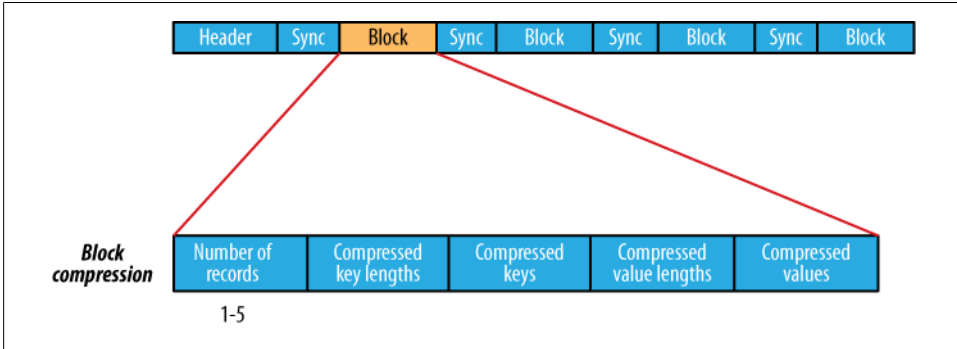 Header Sync Block Sync Block Sync Block Sync Block
Block
compression
Number of
records
Compressed
key lengths
Compressed
keys
Compressed
value lengths
Compressed
values
1-5